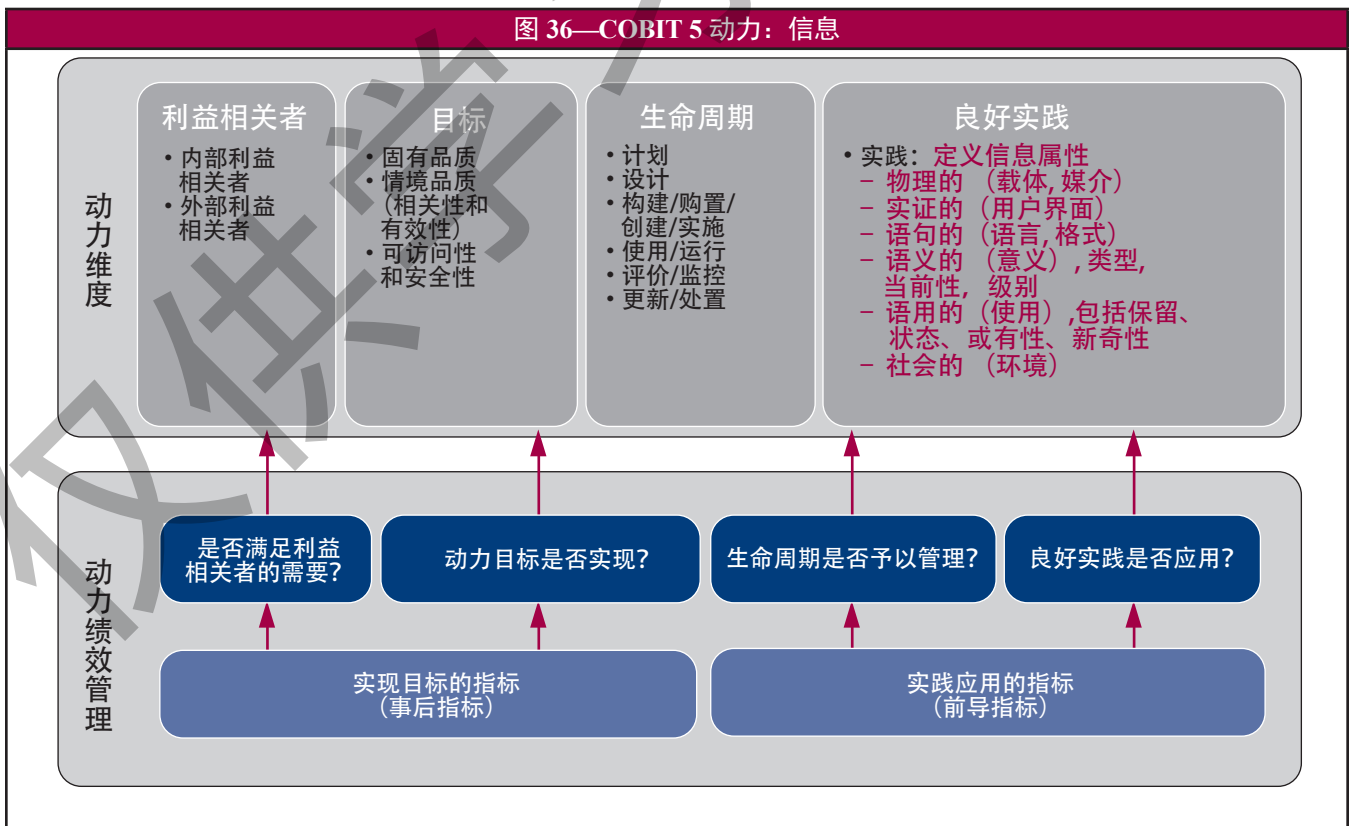 图 36—COBIT 5 动力：信息
动力维度
利益相关者
• 内部利益
相关者
• 外部利益
相关者
目标
• 固有品质
• 情境品质
（相关性和
有效性）
• 可访问性
和安全性
生命周期
• 计划
• 设计
• 构建/购置/
创建/实施
• 使用/运行
• 评价/监控
• 更新/处置
良好实践
• 实践：定义信息属性
– 物理的（载体, 媒介）
– 实证的（用户界面）
– 语句的（语言, 格式）
– 语义的（意义）, 类型,
当前性，级别
– 语用的（使用）,包括保留、
状态、或有性、新奇性
– 社会的（环境）
动力绩效管理
是否满足利益
相关者的需要?
动力目标是否实现?
生命周期是否予以管理?
良好实践是否应用?
实现目标的指标
（事后指标）
实践应用的指标
（前导指标）
仅供学